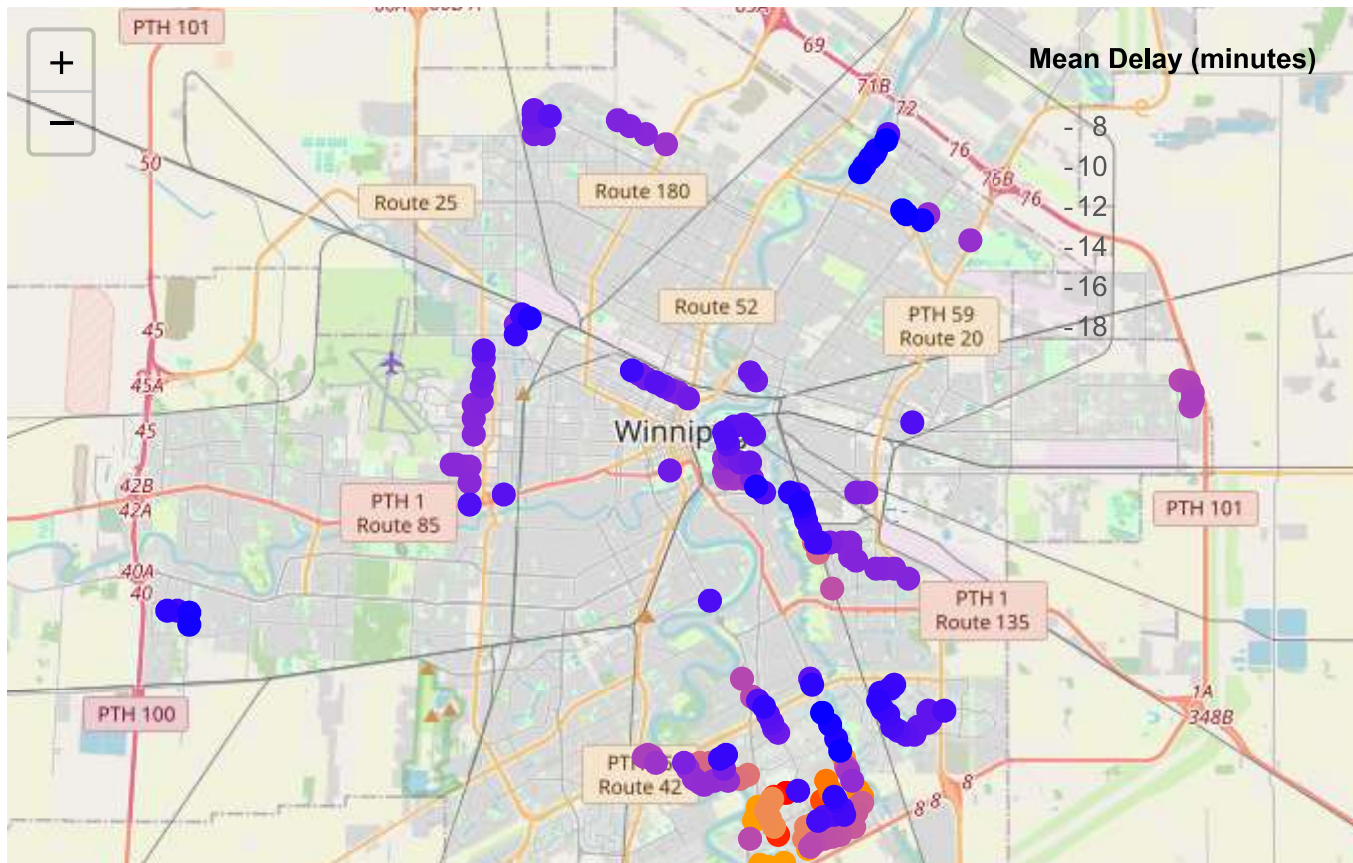 PTH 101
69
71B
72
Mean Delay (minutes)
+
−
50
76
76B
76
- 8
-10
-12
-14
-16
-18
Route 25
Route 180
Route 52
PTH 59
Route 20
45
45A
45
42B
42A
Winnip
PTH 1
Route 85
PTH 101
40A
40
PTH 1
Route 135
PTH 100
1A
348B
Route 42
8
8
8